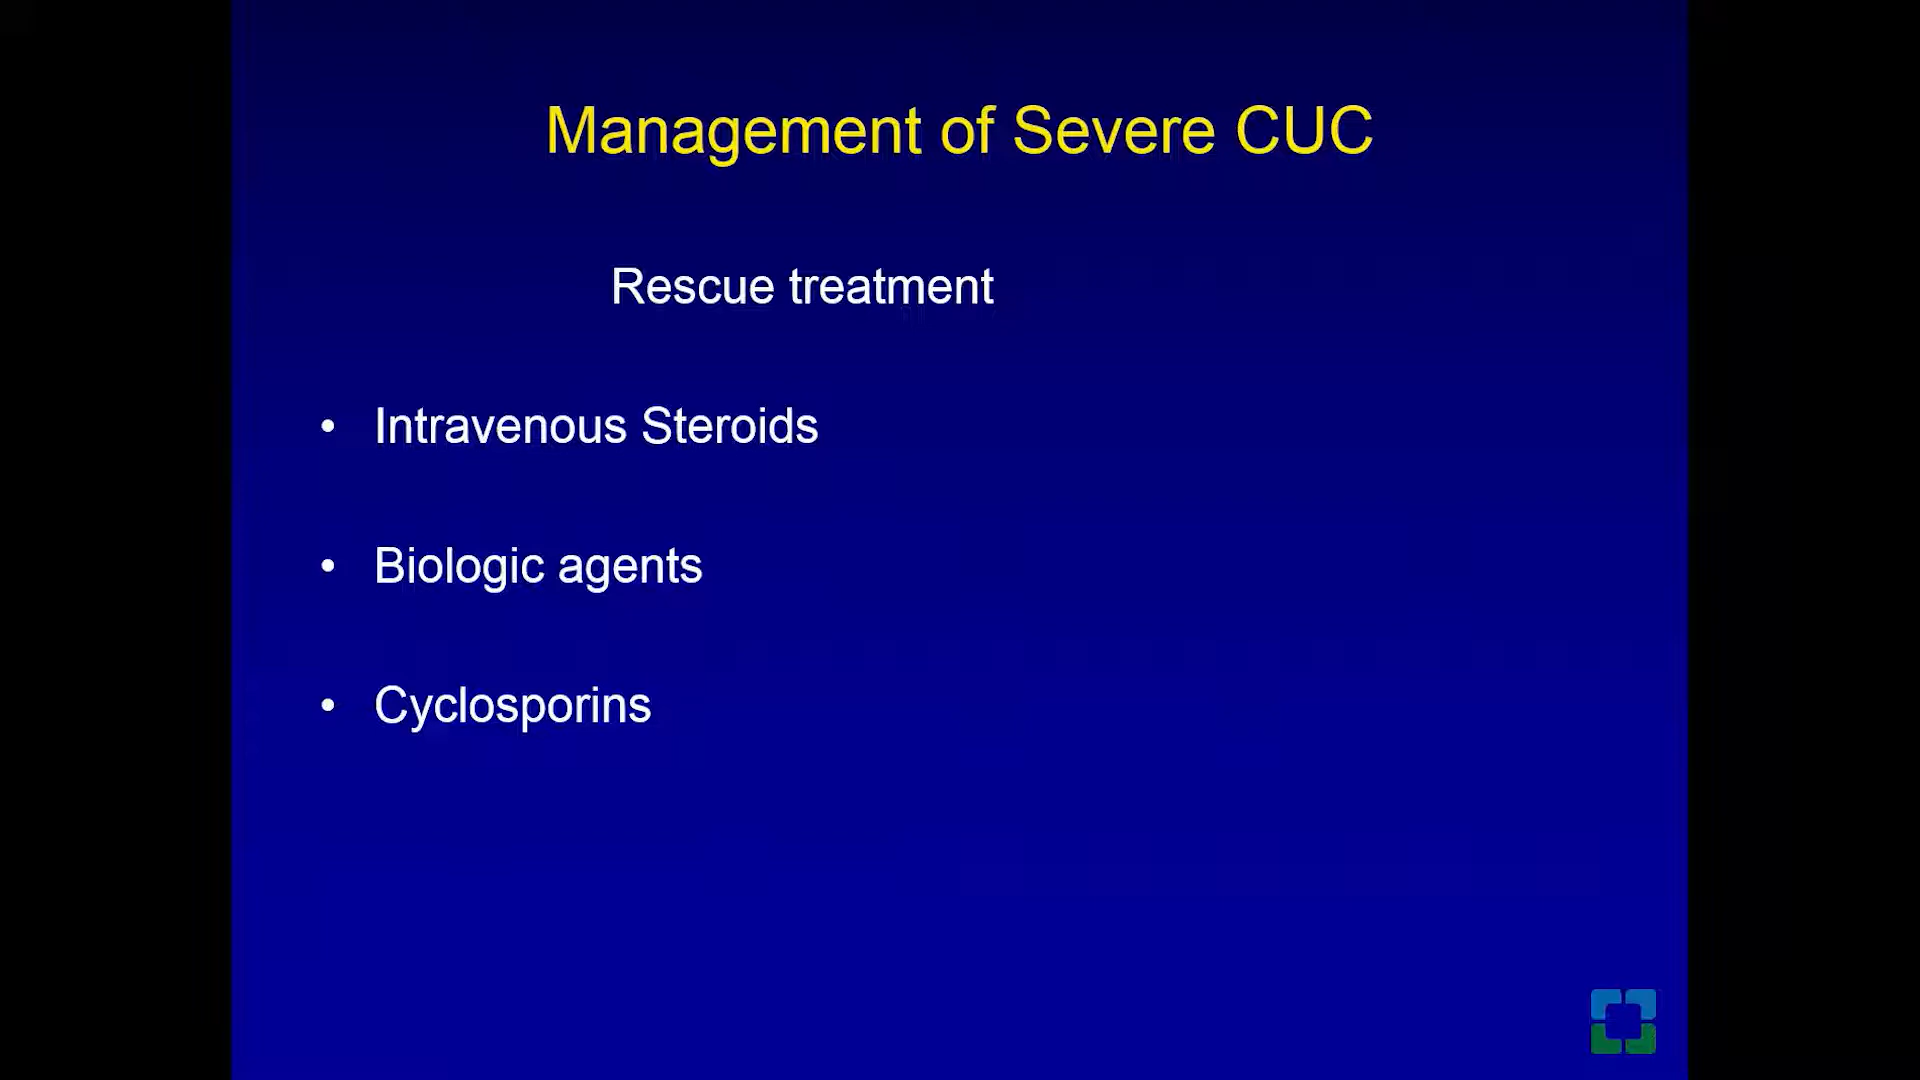 Management of Severe CUC
Rescue treatment
• Intravenous Steroids
• Biologic agents
• Cyclosporins